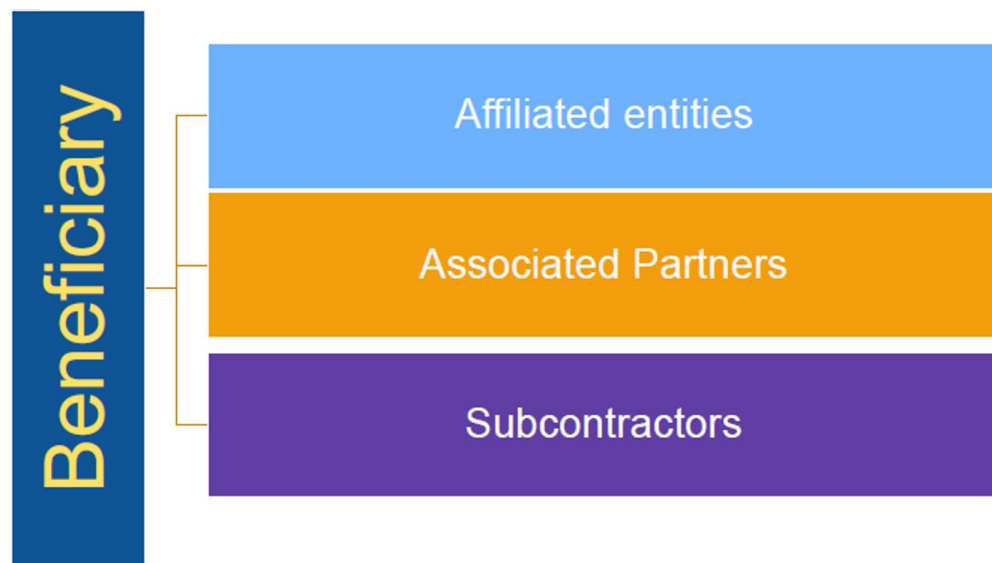 Beneficiary
Affiliated entities
Associated Partners
Subcontractors